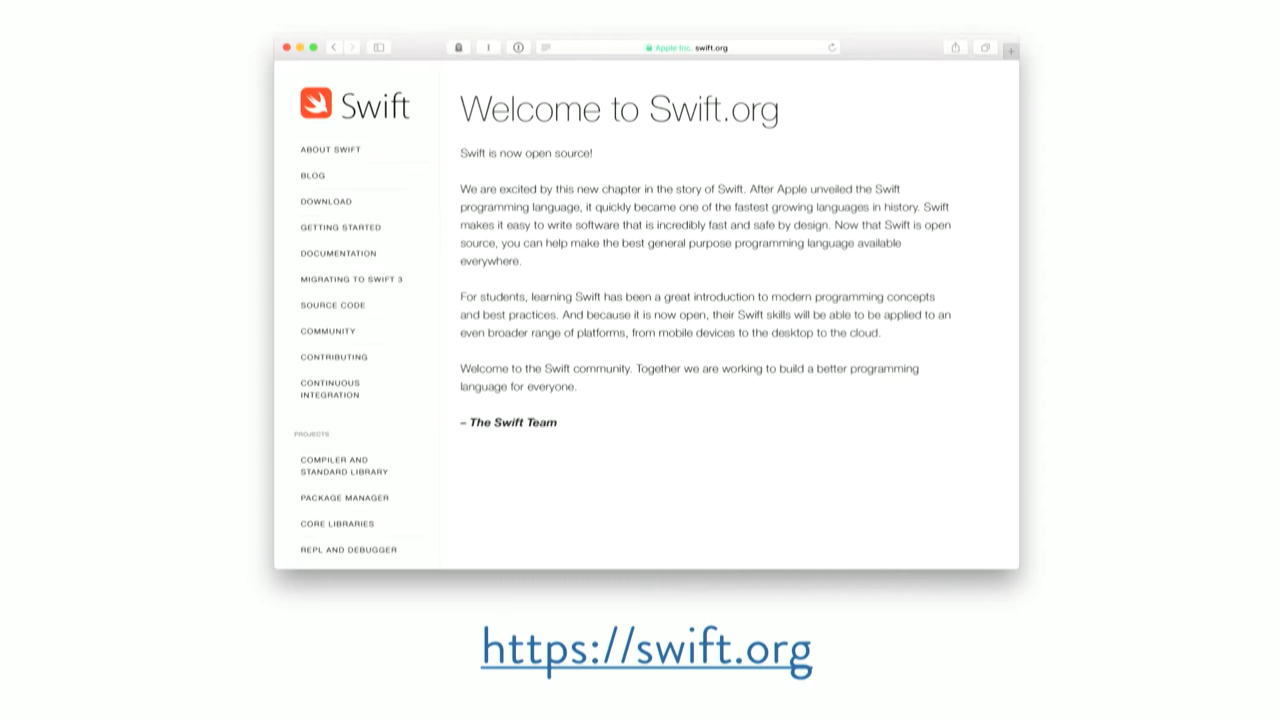 Apple Inc. swift.org
Swift
ABOUT SWIFT
BLOG
DOWNLOAD
GETTING STARTED
DOCUMENTATION
MIGRATING TO SWIFT 3
SOURCE CODE
COMMUNITY
CONTRIBUTING
CONTINUOUS
INTEGRATION
PROJECTS
COMPILER AND
STANDARD LIBRARY
PACKAGE MANAGER
CORE LIBRARIES
REPL AND DEBUGGER
Welcome to Swift.org
Swift is now open source!
We are excited by this new chapter in the story of Swift. After Apple unveiled the Swift
programming language, it quickly became one of the fastest growing languages in history. Swift
makes it easy to write software that is incredibly fast and safe by design. Now that Swift is open
source, you can help make the best general purpose programming language available
everywhere.
For students, learning Swift has been a great introduction to modern programming concepts
and best practices. And because it is now open, their Swift skills will be able to be applied to an
even broader range of platforms, from mobile devices to the desktop to the cloud.
Welcome to the Swift community. Together we are working to build a better programming
language for everyone.
– The Swift Team
https://swift.org